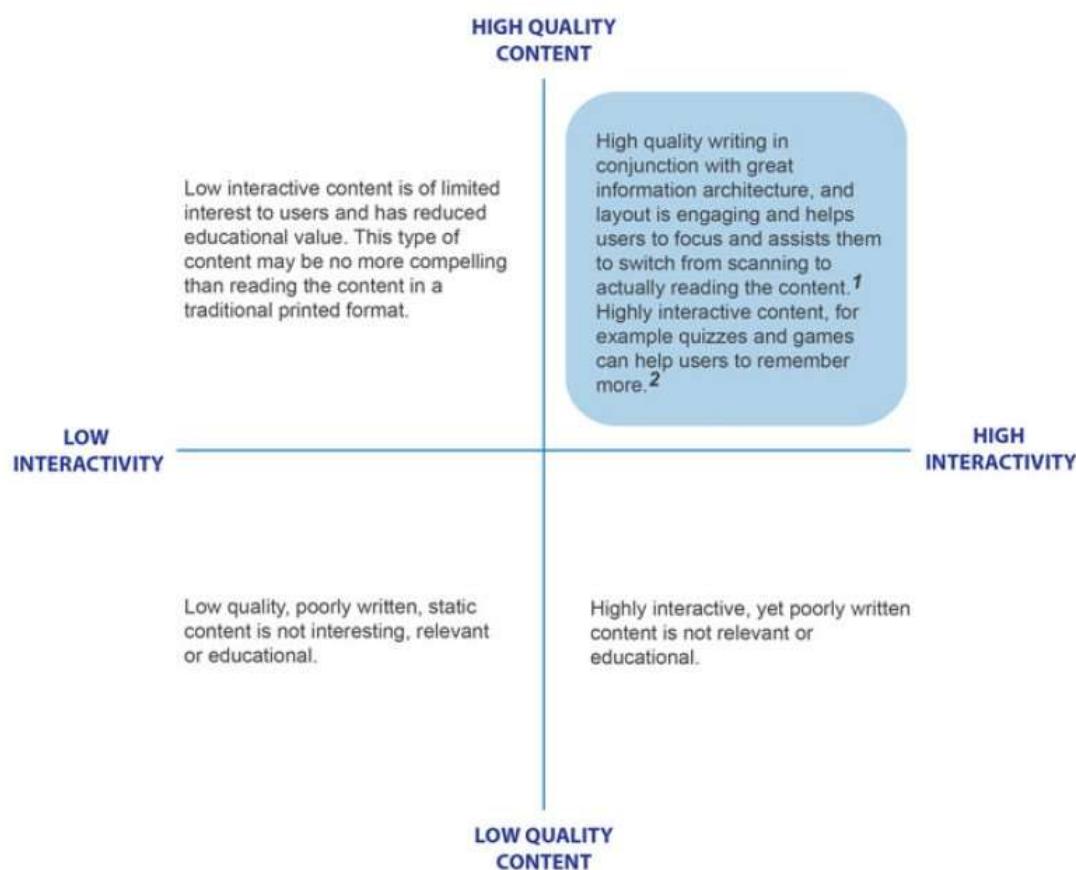 HIGH QUALITY
CONTENT
Low interactive content is of limited
interest to users and has reduced
educational value. This type of
content may be no more compelling
than reading the content in a
traditional printed format.
High quality writing in
conjunction with great
information architecture, and
layout is engaging and helps
users to focus and assists them
to switch from scanning to
actually reading the content.1
Highly interactive content, for
example quizzes and games
can help users to remember
more.2
LOW
INTERACTIVITY
HIGH
INTERACTIVITY
Low quality, poorly written, static
content is not interesting, relevant
or educational.
Highly interactive, yet poorly written
content is not relevant or
educational.
LOW QUALITY
CONTENT